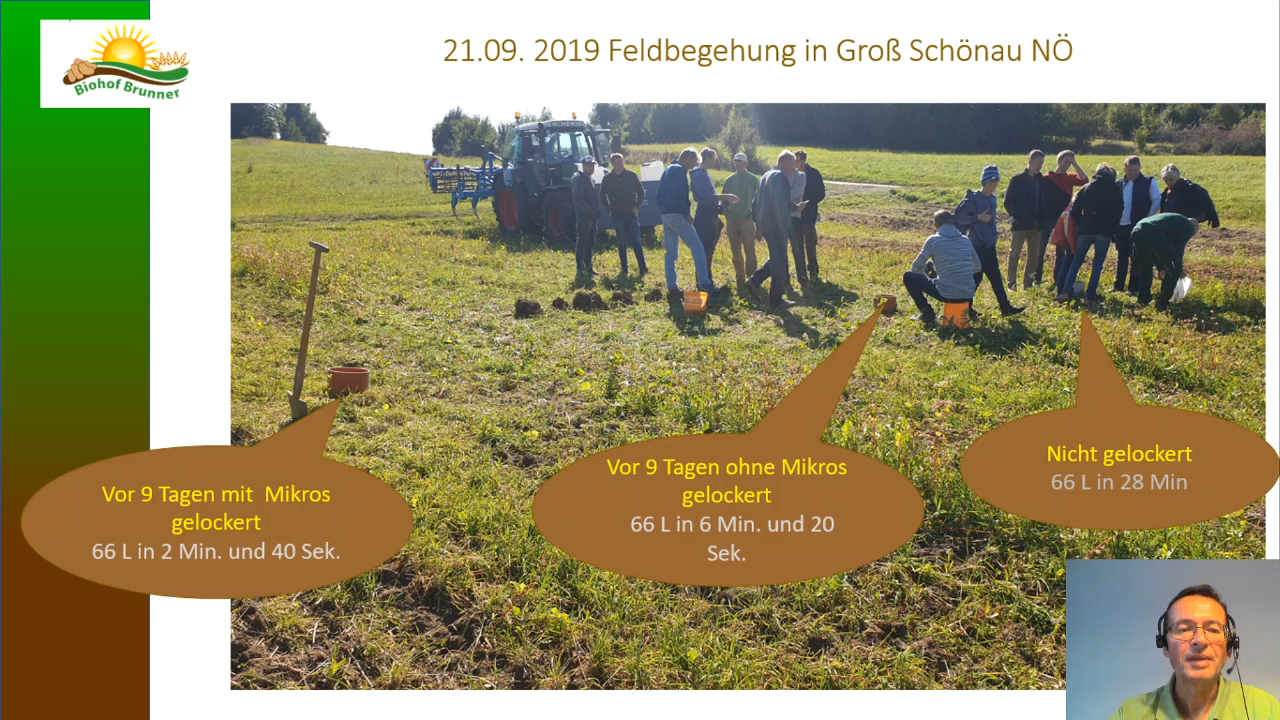 Biohof Brunner
21.09. 2019 Feldbegehung in Groß Schönau NÖ
Vor 9 Tagen mit  Mikros
gelockert
66 L in 2 Min. und 40 Sek.
Vor 9 Tagen ohne Mikros
gelockert
66 L in 6 Min. und 20
Sek.
Nicht gelockert
66 L in 28 Min